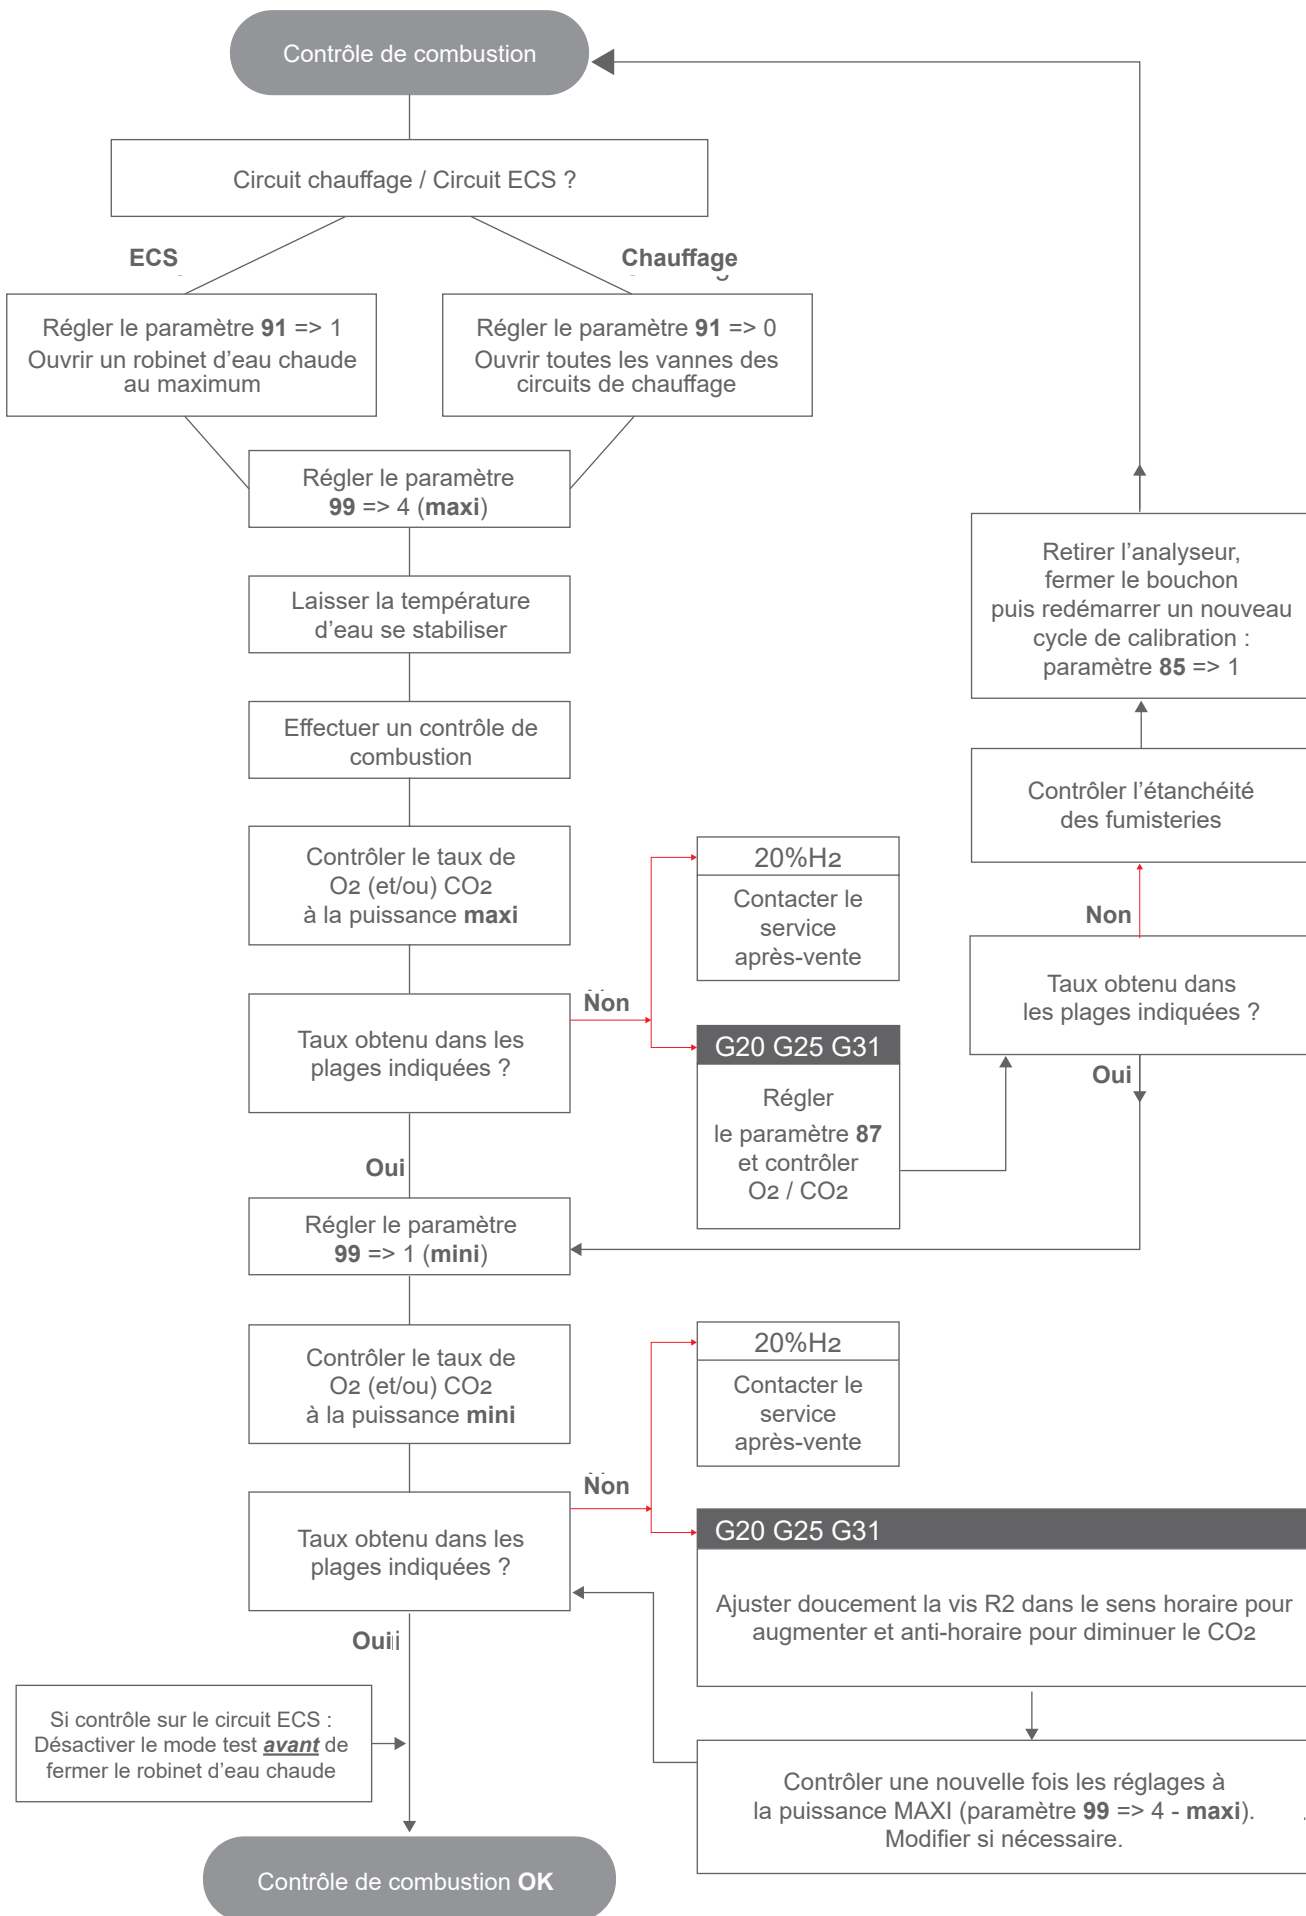 Contrôle de combustion
Circuit chauffage / Circuit ECS ?
ECS
Chauffage
Régler le paramètre 91 => 1
Ouvrir un robinet d’eau chaude
au maximum
Régler le paramètre 91 => 0
Ouvrir toutes les vannes des
circuits de chauffage
Régler le paramètre
99 => 4 (maxi)
Laisser la température
d’eau se stabiliser
Effectuer un contrôle de
combustion
Contrôler le taux de
O2 (et/ou) CO2
à la puissance maxi
Taux obtenu dans les
plages indiquées ?
Non
20%H2
Contacter le
service
après-vente
G20 G25 G31
Régler
le paramètre 87
et contrôler
O2 / CO2
Taux obtenu dans
les plages indiquées ?
Non
Contrôler l’étanchéité
des fumisteries
Retirer l’analyseur,
fermer le bouchon
puis redémarrer un nouveau
cycle de calibration :
paramètre 85 => 1
Oui
Oui
Régler le paramètre
99 => 1 (mini)
Contrôler le taux de
O2 (et/ou) CO2
à la puissance mini
Taux obtenu dans les
plages indiquées ?
Non
20%H2
Contacter le
service
après-vente
G20 G25 G31
Ajuster doucement la vis R2 dans le sens horaire pour
augmenter et anti-horaire pour diminuer le CO2
Contrôler une nouvelle fois les réglages à
la puissance MAXI (paramètre 99 => 4 - maxi).
Modifier si nécessaire.
Oui
Si contrôle sur le circuit ECS :
Désactiver le mode test avant de
fermer le robinet d’eau chaude
Contrôle de combustion OK